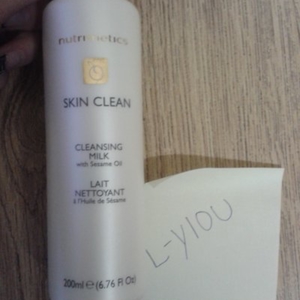 nutrimetics
SKIN CLEAN
CLEANSING
MILK
with Sesame Oil
LAIT
NETTOYANT
à l'Huile de Sésame
200ml e (6.76 Fl Oz)
L-YIOU